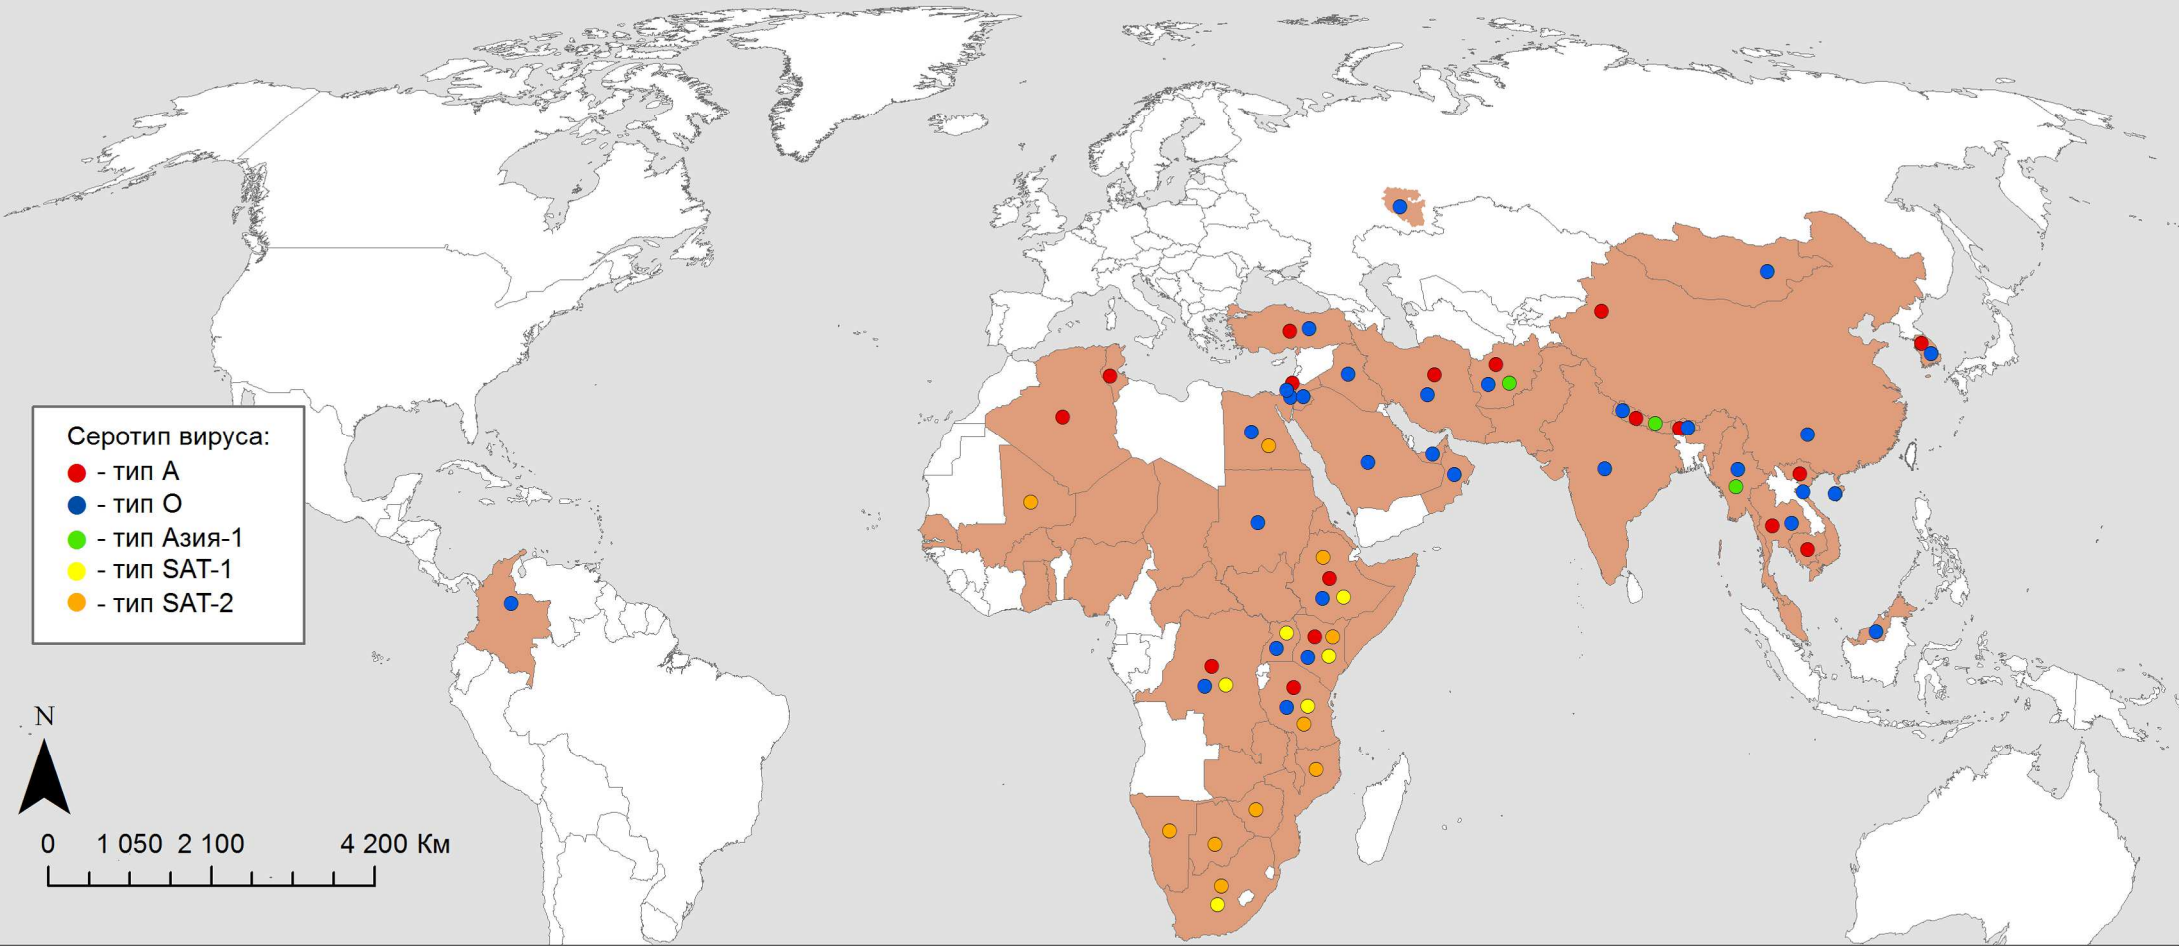 Серотип вируса:
- тип А
- тип О
- тип Азия-1
- тип SAT-1
- тип SAT-2
N
0 1 050 2 100 4 200 Км